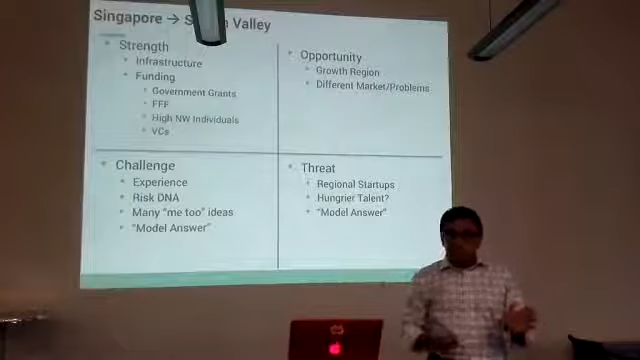 Singapore → S n Valley
Strength
Infrastructure
Funding
Government Grants
FFF
High NW Individuals
VCs
Opportunity
Growth Region
Different Market/Problems
Challenge
Experience
Risk DNA
Many "me too" ideas
"Model Answer"
Threat
Regional Startups
Hungrier Talent?
"Model Answer"